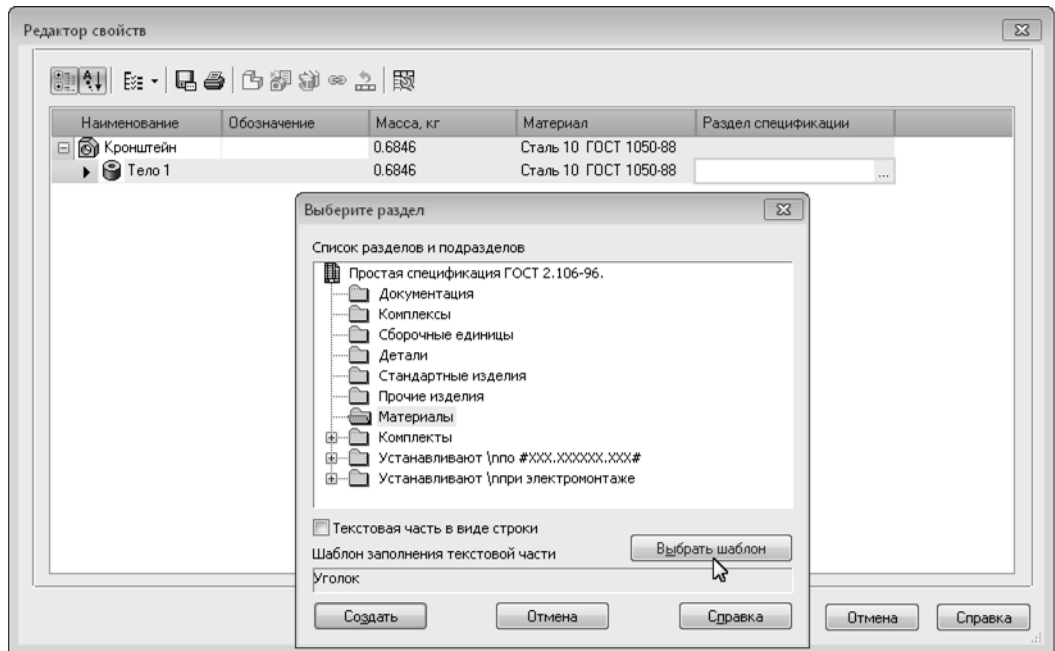 Редактор свойств
Наименование Обозначение Масса, кг Материал Раздел спецификации
Кронштейн 0.6846 Сталь 10 ГОСТ 1050-88
Тело 1 0.6846 Сталь 10 ГОСТ 1050-88 ...
Выберите раздел
Список разделов и подразделов
Простая спецификация ГОСТ 2.106-96.
Документация
Комплексы
Сборочные единицы
Детали
Стандартные изделия
Прочие изделия
Материалы
Комплекты
Устанавливают \nпо #XXX.XXXXXX.XXX#
Устанавливают \nпри электромонтаже
Текстовая часть в виде строки
Шаблон заполнения текстовой части Выбрать шаблон
Уголок
Создать Отмена Справка Отмена Справка